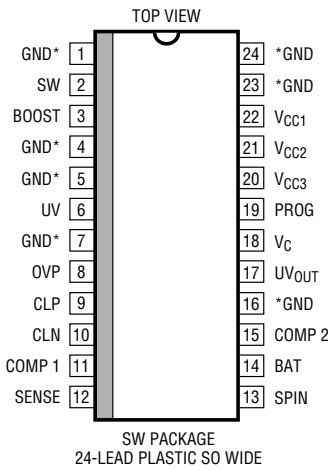 TOP VIEW
GND* 1 24 *GND
SW 2 23 *GND
BOOST 3 22 VCC1
GND* 4 21 VCC2
GND* 5 20 VCC3
UV 6 19 PROG
GND* 7 18 VC
OVP 8 17 UVOUT
CLP 9 16 *GND
CLN 10 15 COMP 2
COMP 1 11 14 BAT
SENSE 12 13 SPIN
SW PACKAGE
24-LEAD PLASTIC SO WIDE